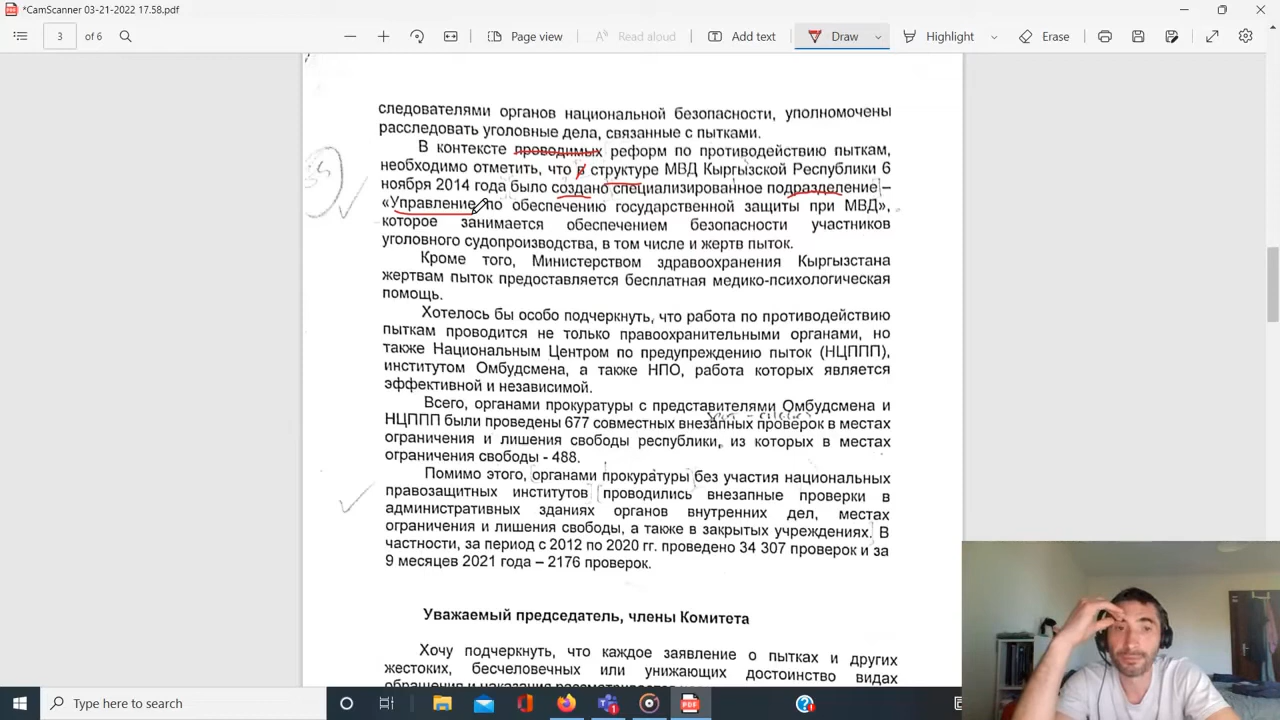 *CamScanner 03-21-2022 17.58.pdf
3 of 6 Page view Read aloud Add text Draw Highlight Erase
следователями органов национальной безопасности, уполномочены
расследовать уголовные дела, связанные с пытками.
В контексте проводимых реформ по противодействию пыткам,
необходимо отметить, что в структуре МВД Кыргызской Республики 6
ноября 2014 года было создано специализированное подразделение –
«Управление по обеспечению государственной защиты при МВД»,
которое занимается обеспечением безопасности участников
уголовного судопроизводства, в том числе и жертв пыток.
Кроме того, Министерством здравоохранения Кыргызстана
жертвам пыток предоставляется бесплатная медико-психологическая
помощь.
Хотелось бы особо подчеркнуть, что работа по противодействию
пыткам проводится не только правоохранительными органами, но
также Национальным Центром по предупреждению пыток (НЦППП),
институтом Омбудсмена, а также НПО, работа которых является
эффективной и независимой.
Всего, органами прокуратуры с представителями Омбудсмена и
НЦППП были проведены 677 совместных внезапных проверок в местах
ограничения и лишения свободы республики, из которых в местах
ограничения свободы - 488.
Помимо этого, органами прокуратуры без участия национальных
правозащитных институтов проводились внезапные проверки в
административных зданиях органов внутренних дел, местах
ограничения и лишения свободы, а также в закрытых учреждениях. В
частности, за период с 2012 по 2020 гг. проведено 34 307 проверок и за
9 месяцев 2021 года – 2176 проверок.
Уважаемый председатель, члены Комитета
Хочу подчеркнуть, что каждое заявление о пытках и других
жестоких, бесчеловечных или унижающих достоинство видах
Type here to search